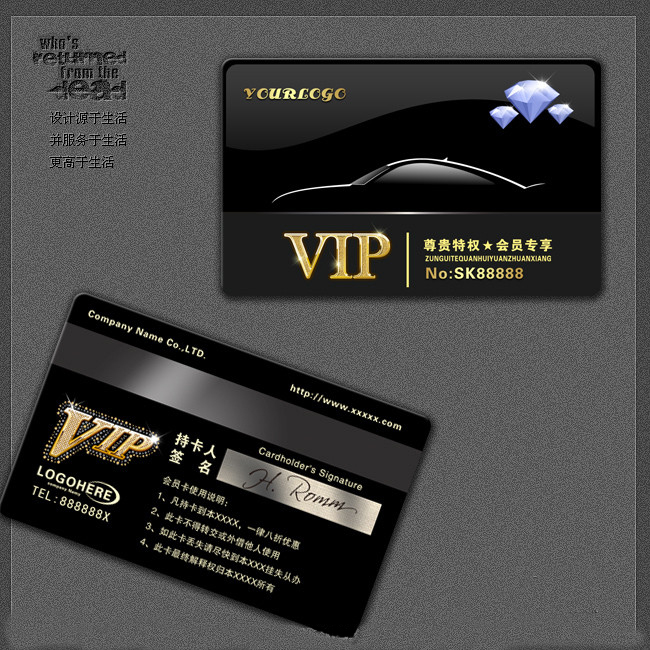 who's
returned
from the
dead
设计源于生活
并服务于生活
更高于生活
YOURLOGO
VIP
尊贵特权★会员专享
ZUNGUITEQUANHUIYUANZHUANXIANG
No:SK88888
Company Name Co.,LTD.
http://www.xxxxx.com
VIP
持卡人
签 名
Cardholder's Signature
H. Romm
LOGOHERE
company Name
TEL:888888X
会员卡使用说明:
1、凡持卡到本XXXX,一律八折优惠
2、此卡不得转交或外借他人使用
3、如此卡丢失请尽快到本XXX挂失从办
4、此卡最终解释权归本XXXX所有